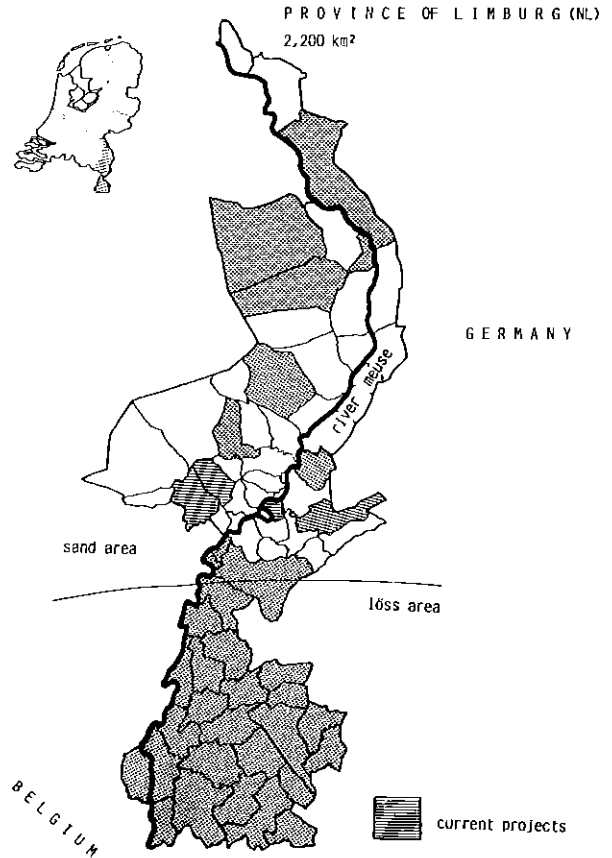 PROVINCE OF LIMBURG (NL)
2,200 km²
GERMANY
river meuse
sand area
löss area
BELGIUM
current projects